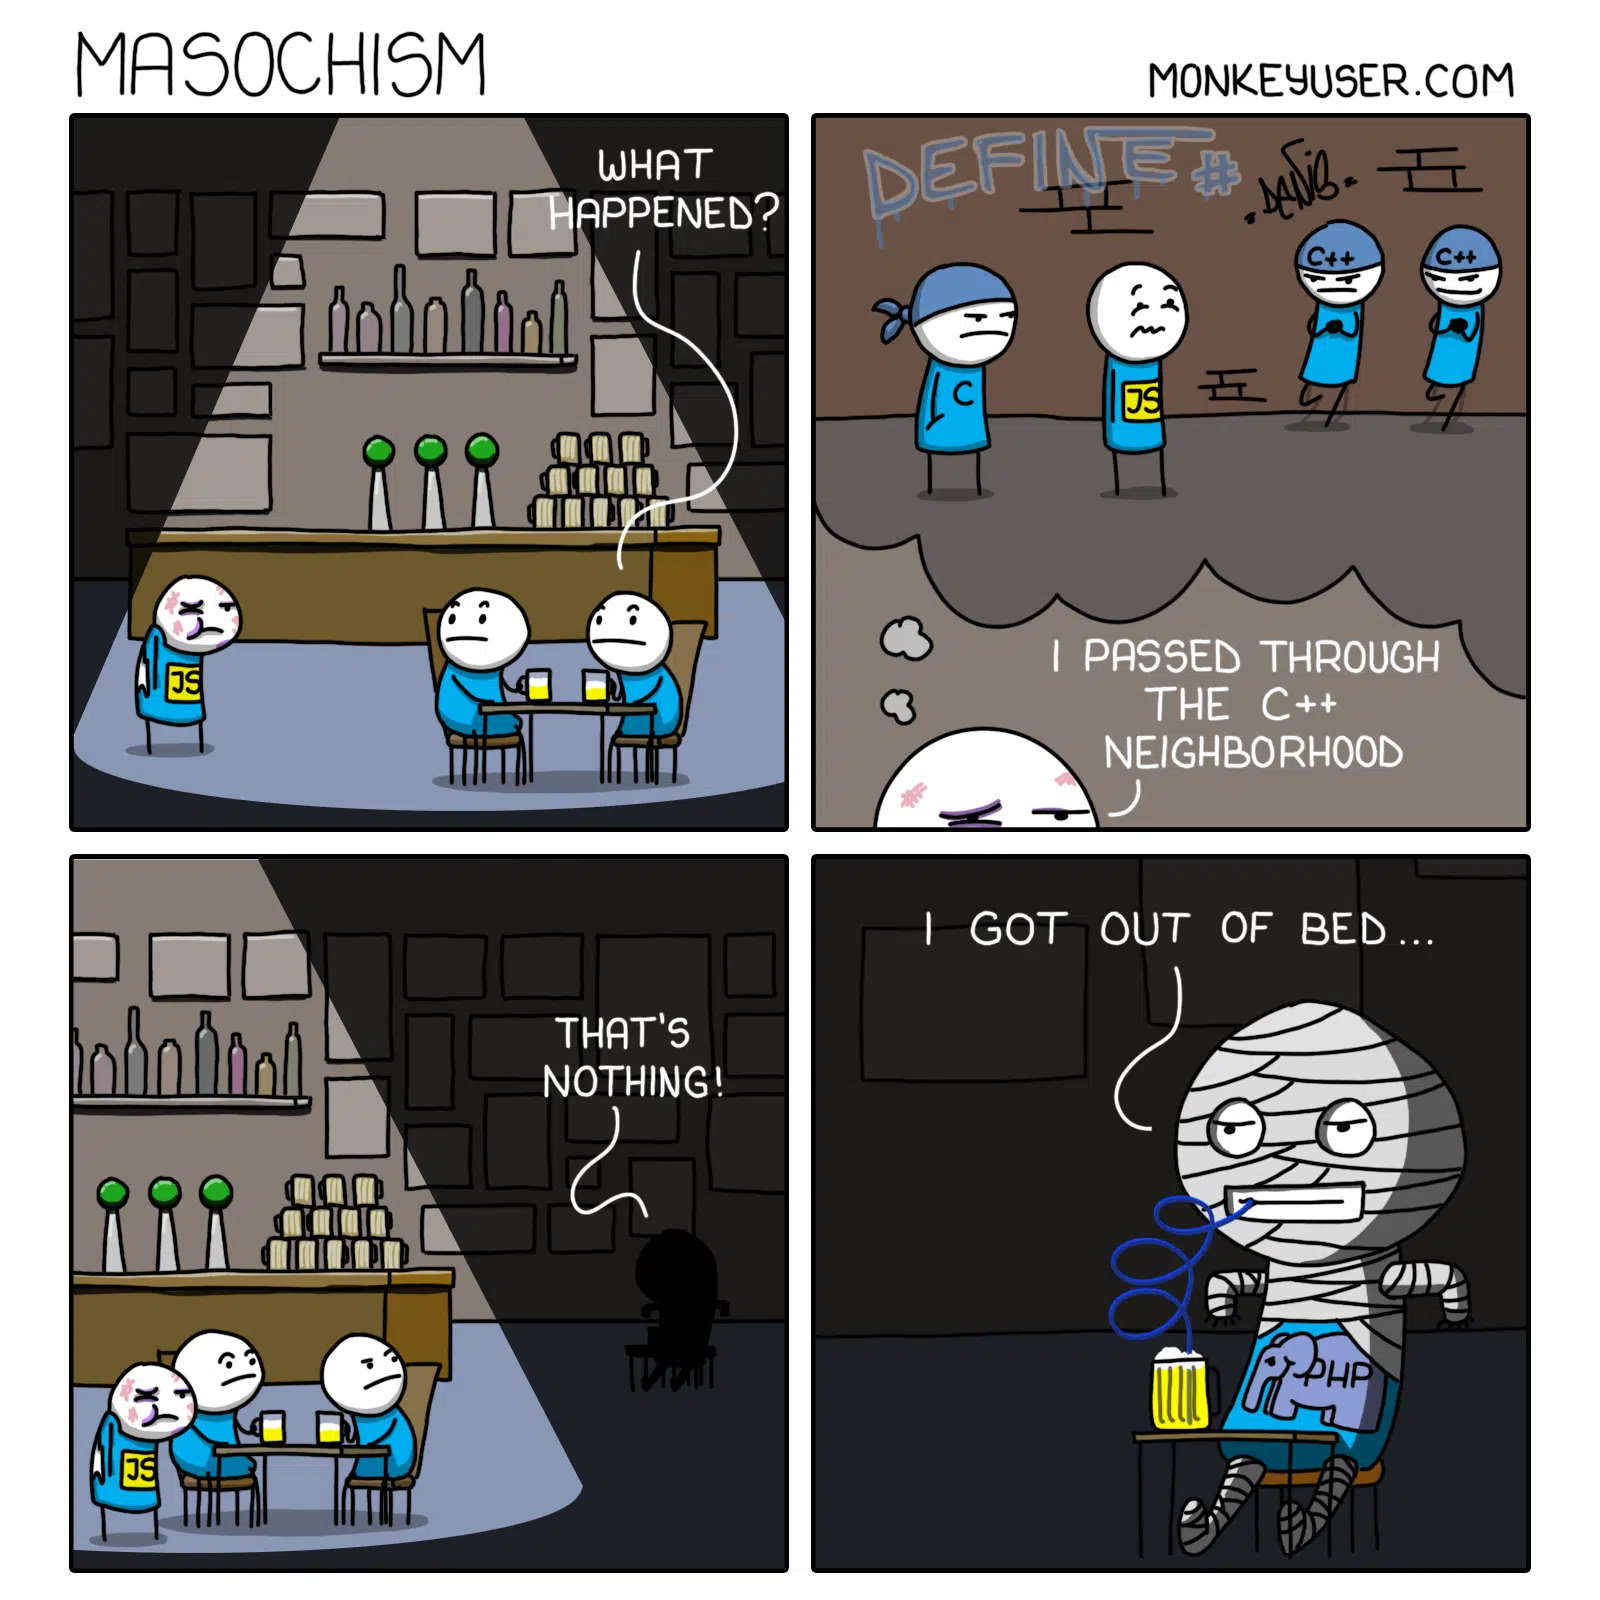 MASOCHISM
MONKEYUSER.COM
WHAT
HAPPENED?
JS
DEFINE #
=DENIS=
C++
C++
C
JS
I PASSED THROUGH
THE C++
NEIGHBORHOOD
THAT'S
NOTHING!
JS
I GOT OUT OF BED...
PHP